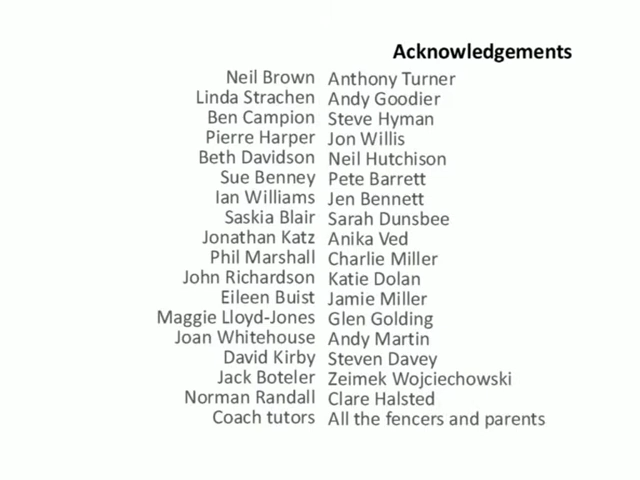 Acknowledgements
Neil Brown Anthony Turner
Linda Strachen Andy Goodier
Ben Campion Steve Hyman
Pierre Harper Jon Willis
Beth Davidson Neil Hutchison
Sue Benney Pete Barrett
Ian Williams Jen Bennett
Saskia Blair Sarah Dunsbee
Jonathan Katz Anika Ved
Phil Marshall Charlie Miller
John Richardson Katie Dolan
Eileen Buist Jamie Miller
Maggie Lloyd-Jones Glen Golding
Joan Whitehouse Andy Martin
David Kirby Steven Davey
Jack Boteler Zeimek Wojciechowski
Norman Randall Clare Halsted
Coach tutors All the fencers and parents